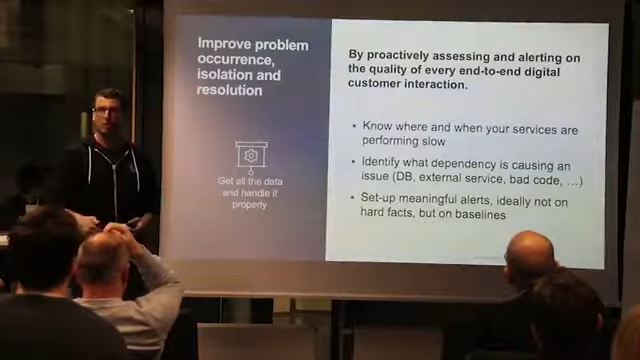 Improve problem
occurrence,
isolation and
resolution
Get all the data
and handle if
properly
By proactively assessing and alerting on
the quality of every end-to-end digital
customer interaction.
• Know where and when your services are
performing slow
• Identify what dependency is causing an
issue (DB, external service, bad code, …)
• Set-up meaningful alerts, ideally not on
hard facts, but on baselines